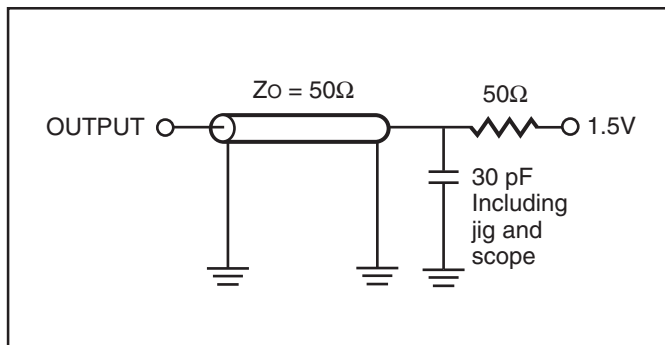 ZO = 50Ω
50Ω
OUTPUT
1.5V
30 pF
Including
jig and
scope